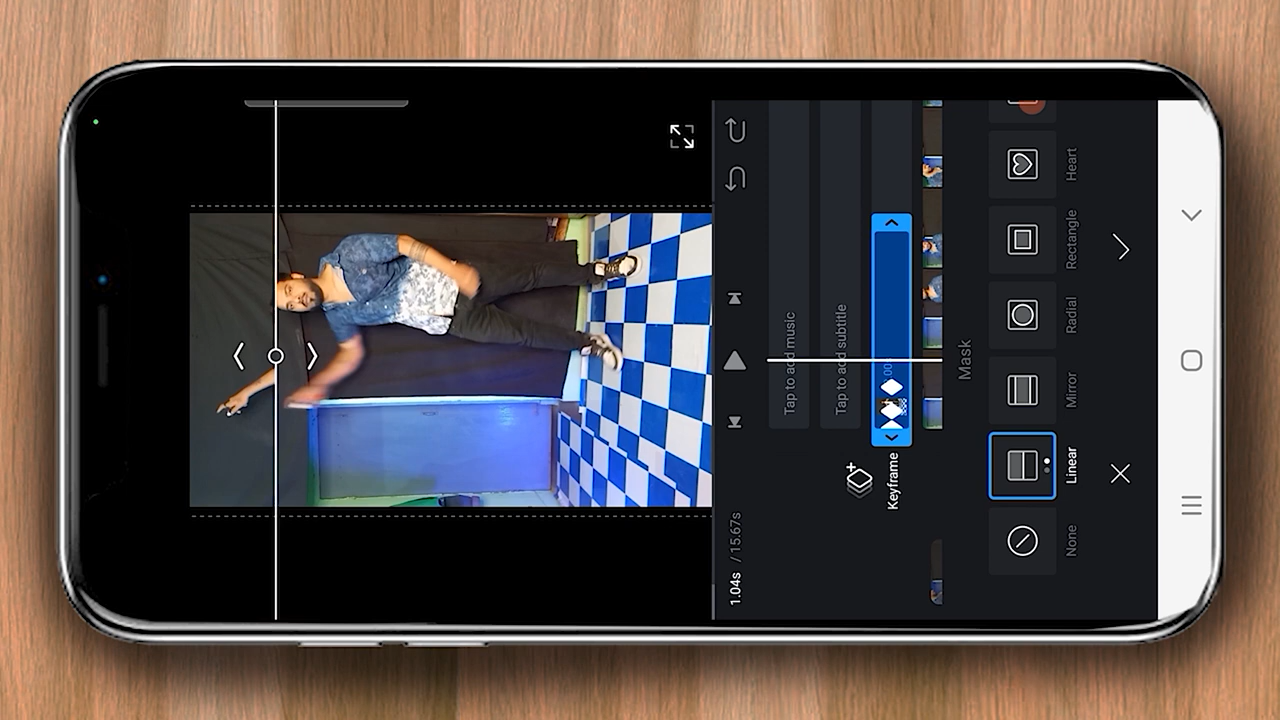 1.04s / 15.67s
Tap to add music
Tap to add subtitle
.00s
Keyframe
Mask
None
Linear
Mirror
Radial
Rectangle
Heart